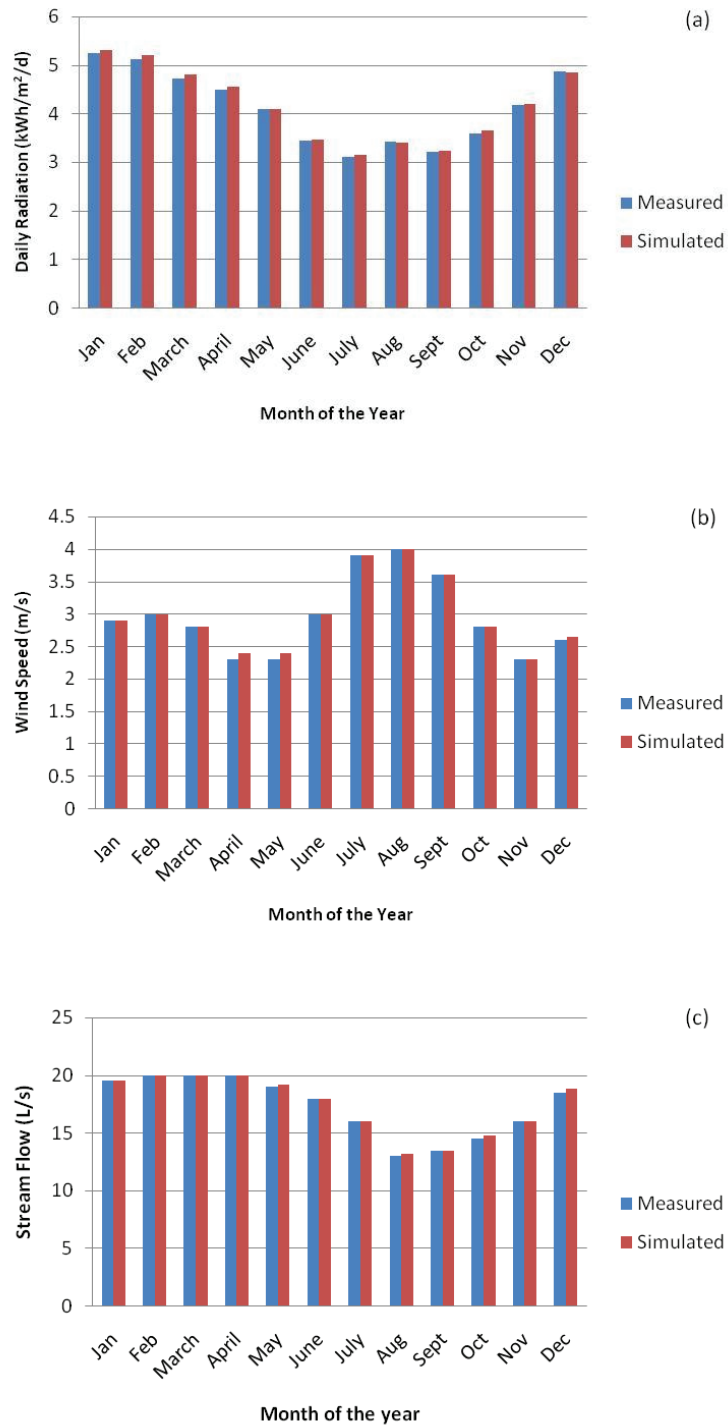 (a)
Daily Radiation (kWh/m²/d)
6
5
4
3
2
1
0
Jan Feb March April May June July Aug Sept Oct Nov Dec
Month of the Year
Measured
Simulated
(b)
Wind Speed (m/s)
4.5
4
3.5
3
2.5
2
1.5
1
0.5
0
Jan Feb March April May June July Aug Sept Oct Nov Dec
Month of the Year
Measured
Simulated
(c)
Stream Flow (L/s)
25
20
15
10
5
0
Jan Feb March April May June July Aug Sept Oct Nov Dec
Month of the year
Measured
Simulated